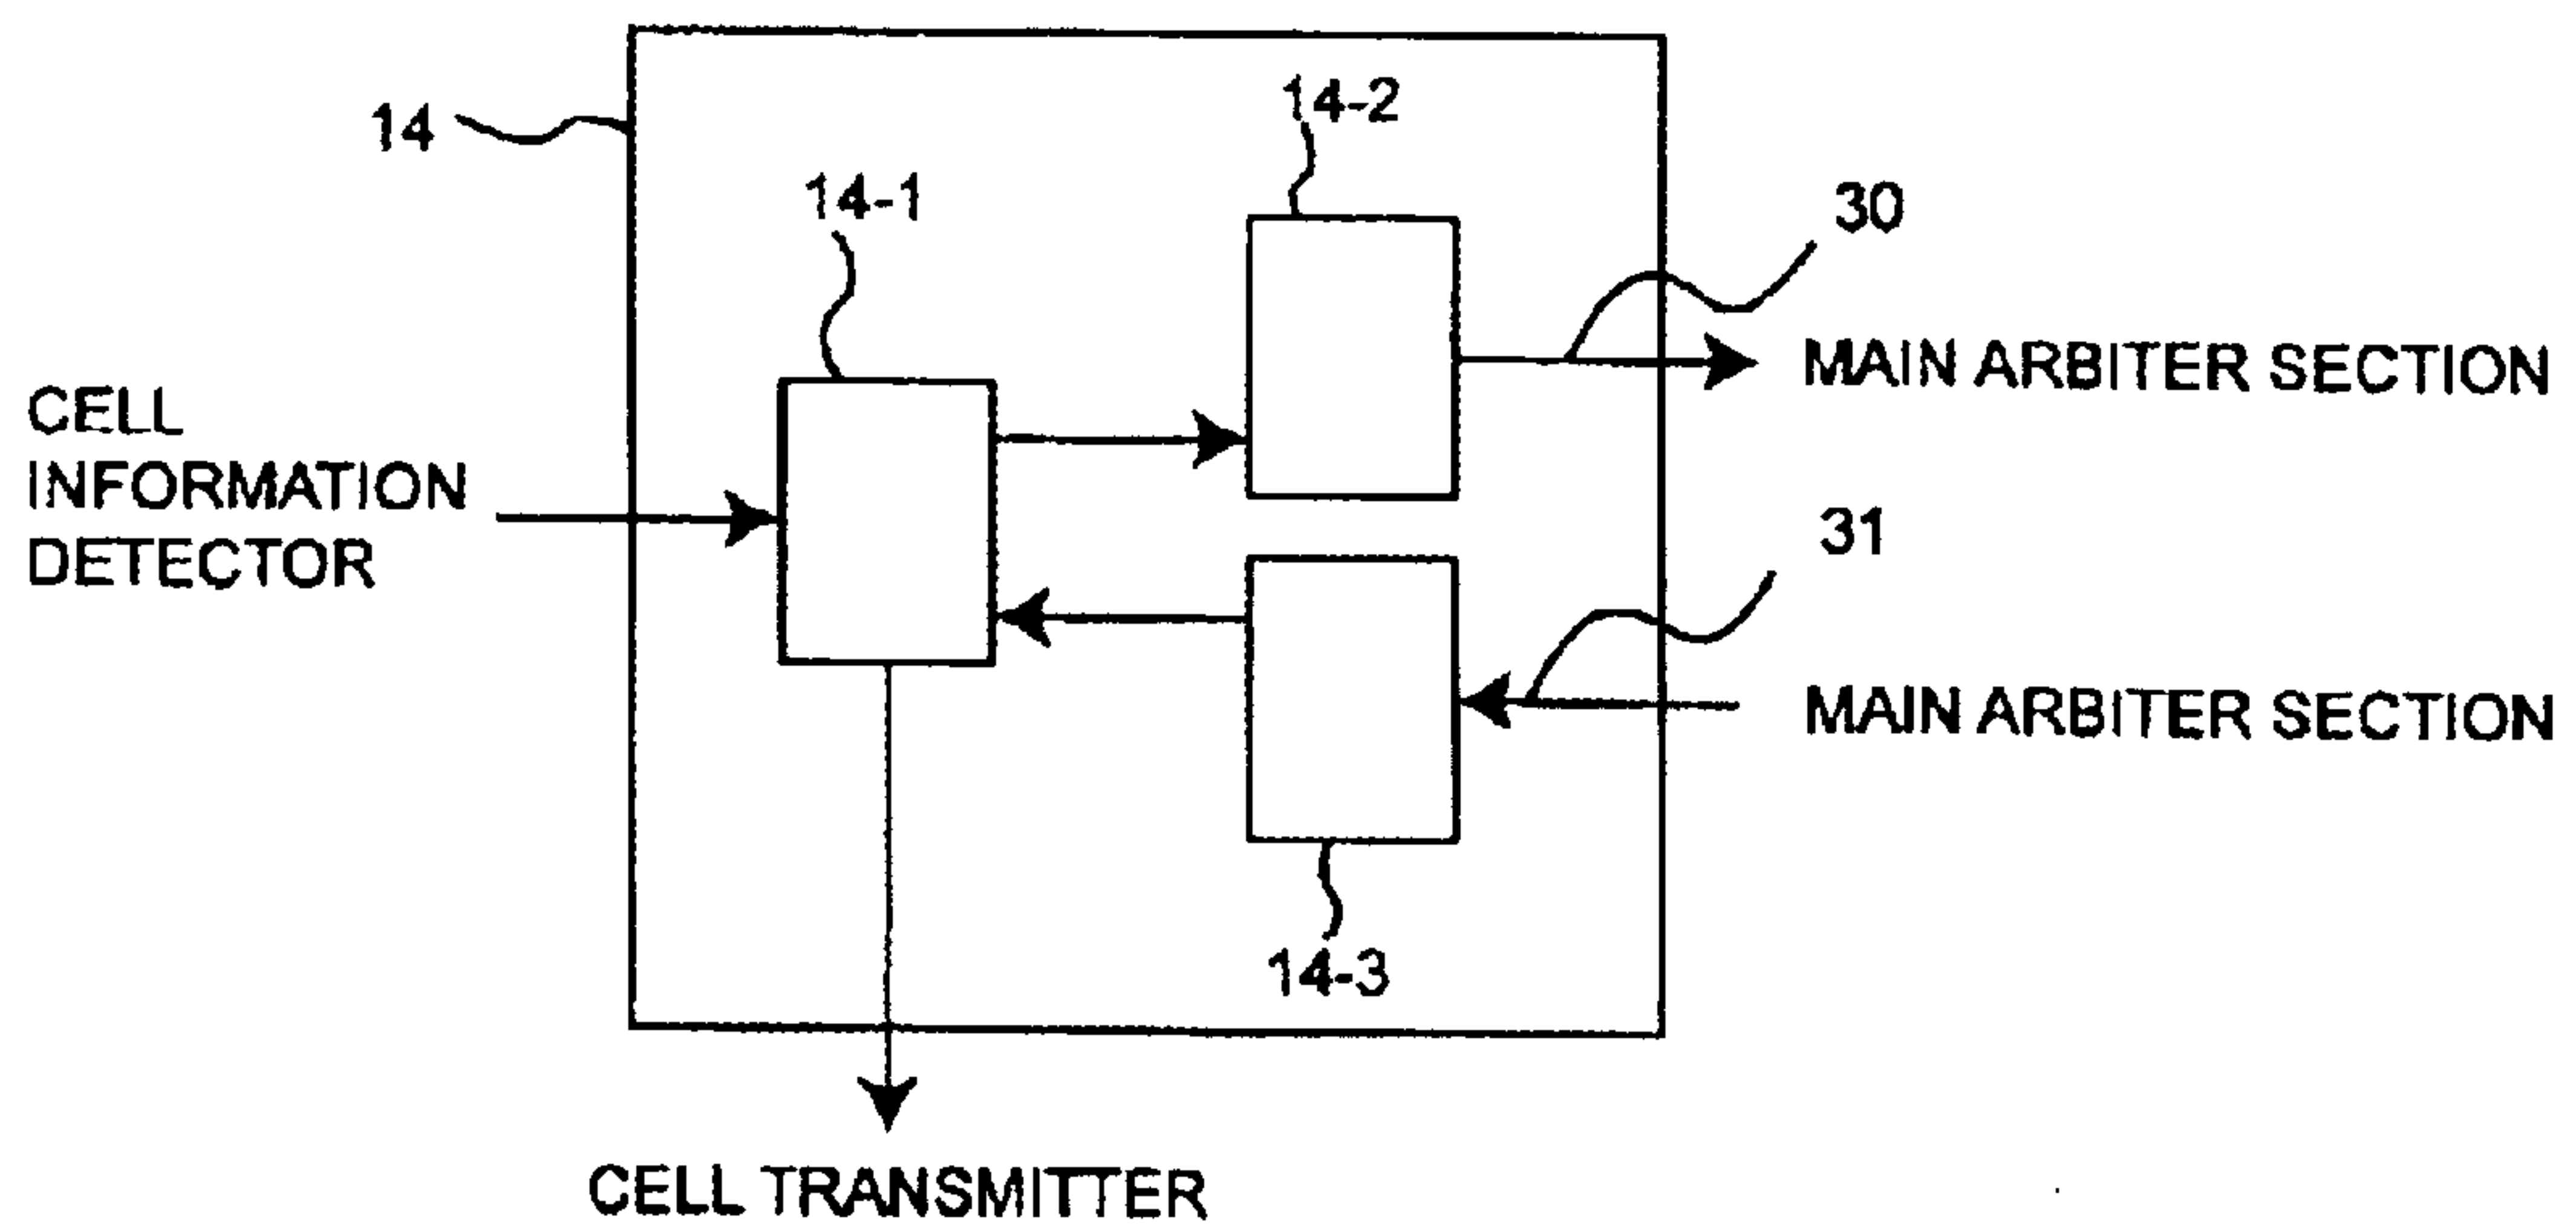 14
14-2
14-1
30
MAIN ARBITER SECTION
CELL
INFORMATION
DETECTOR
31
MAIN ARBITER SECTION
14-3
CELL TRANSMITTER